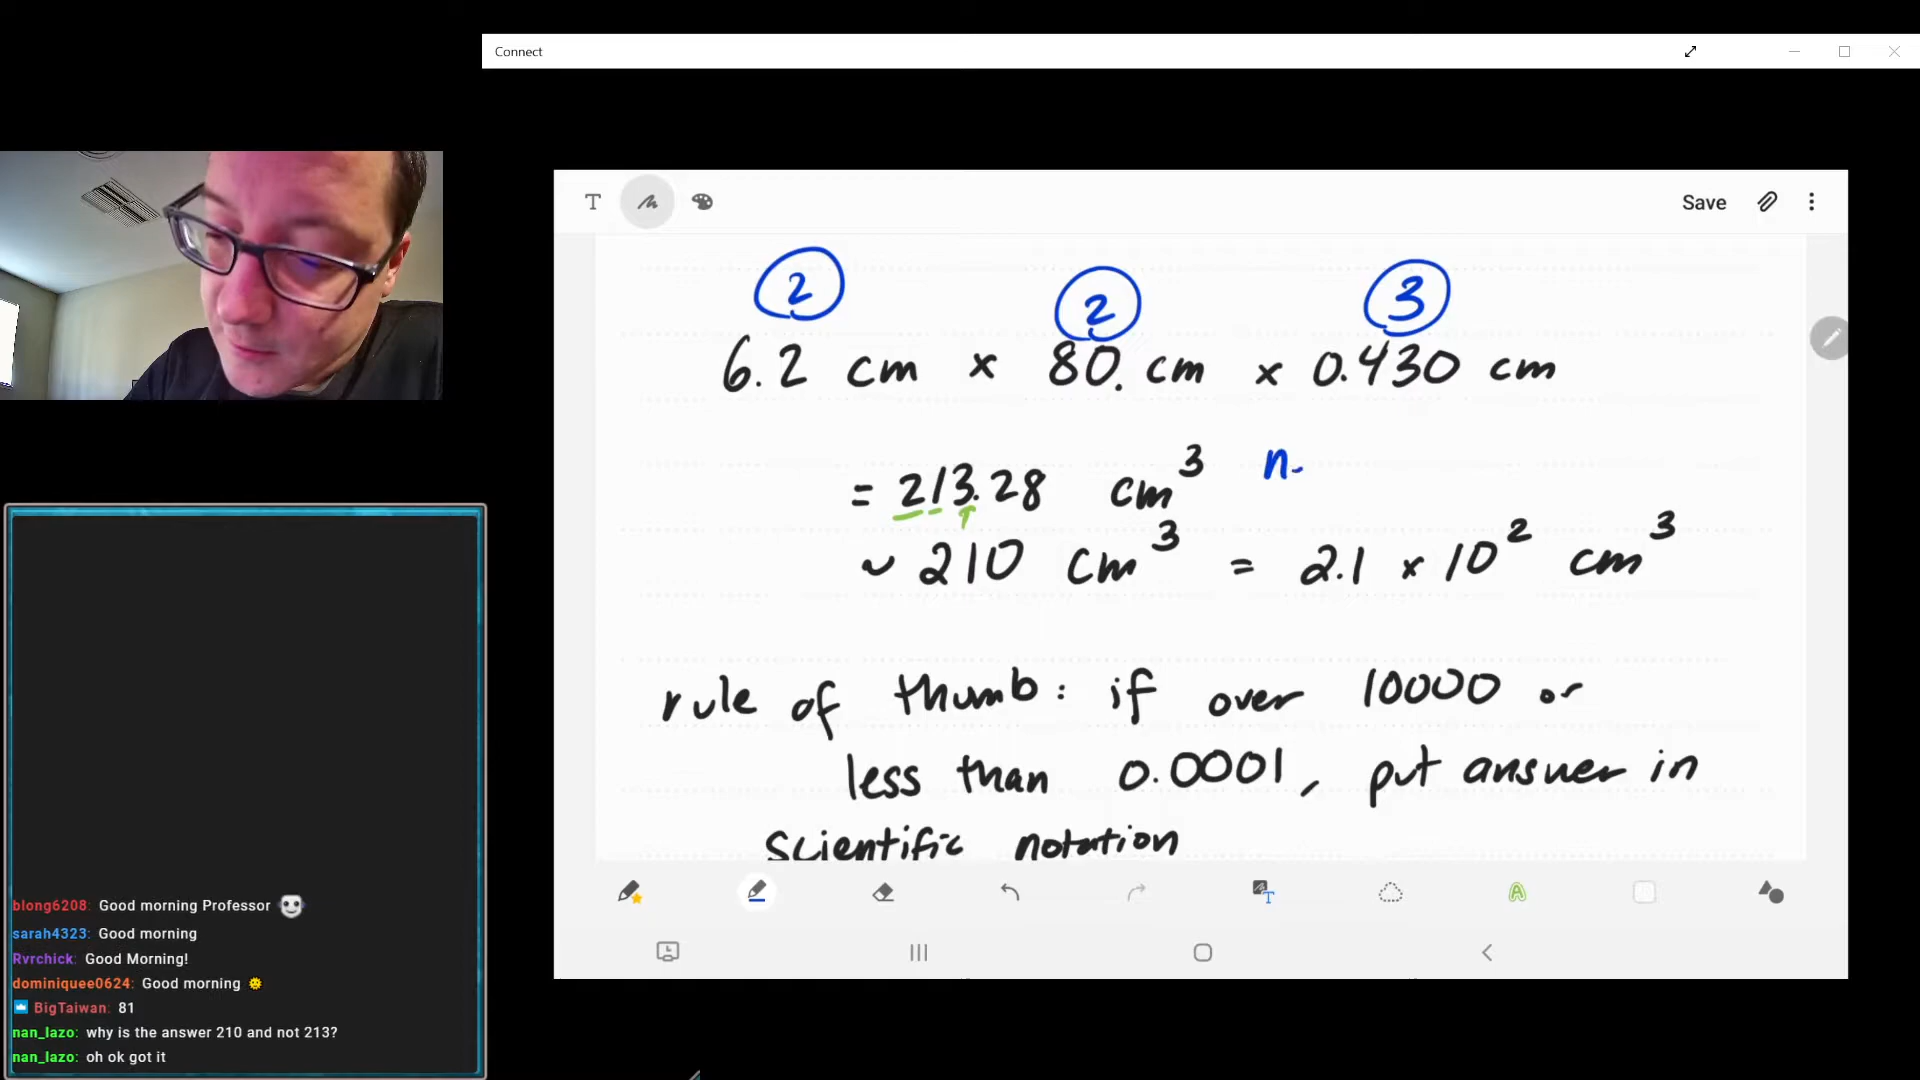 Connect
T
Save
2 2 3
6.2 cm × 80. cm × 0.430 cm
= 213.28 cm³ n
~ 210 cm³ = 2.1 × 10² cm³
rule of thumb: if over 10000 or
less than 0.0001, put answer in
scientific notation
T
A
blong6208: Good morning Professor
sarah4323: Good morning
Rvrchick: Good Morning!
dominiquee0624: Good morning
BigTaiwan: 81
nan_lazo: why is the answer 210 and not 213?
nan_lazo: oh ok got it